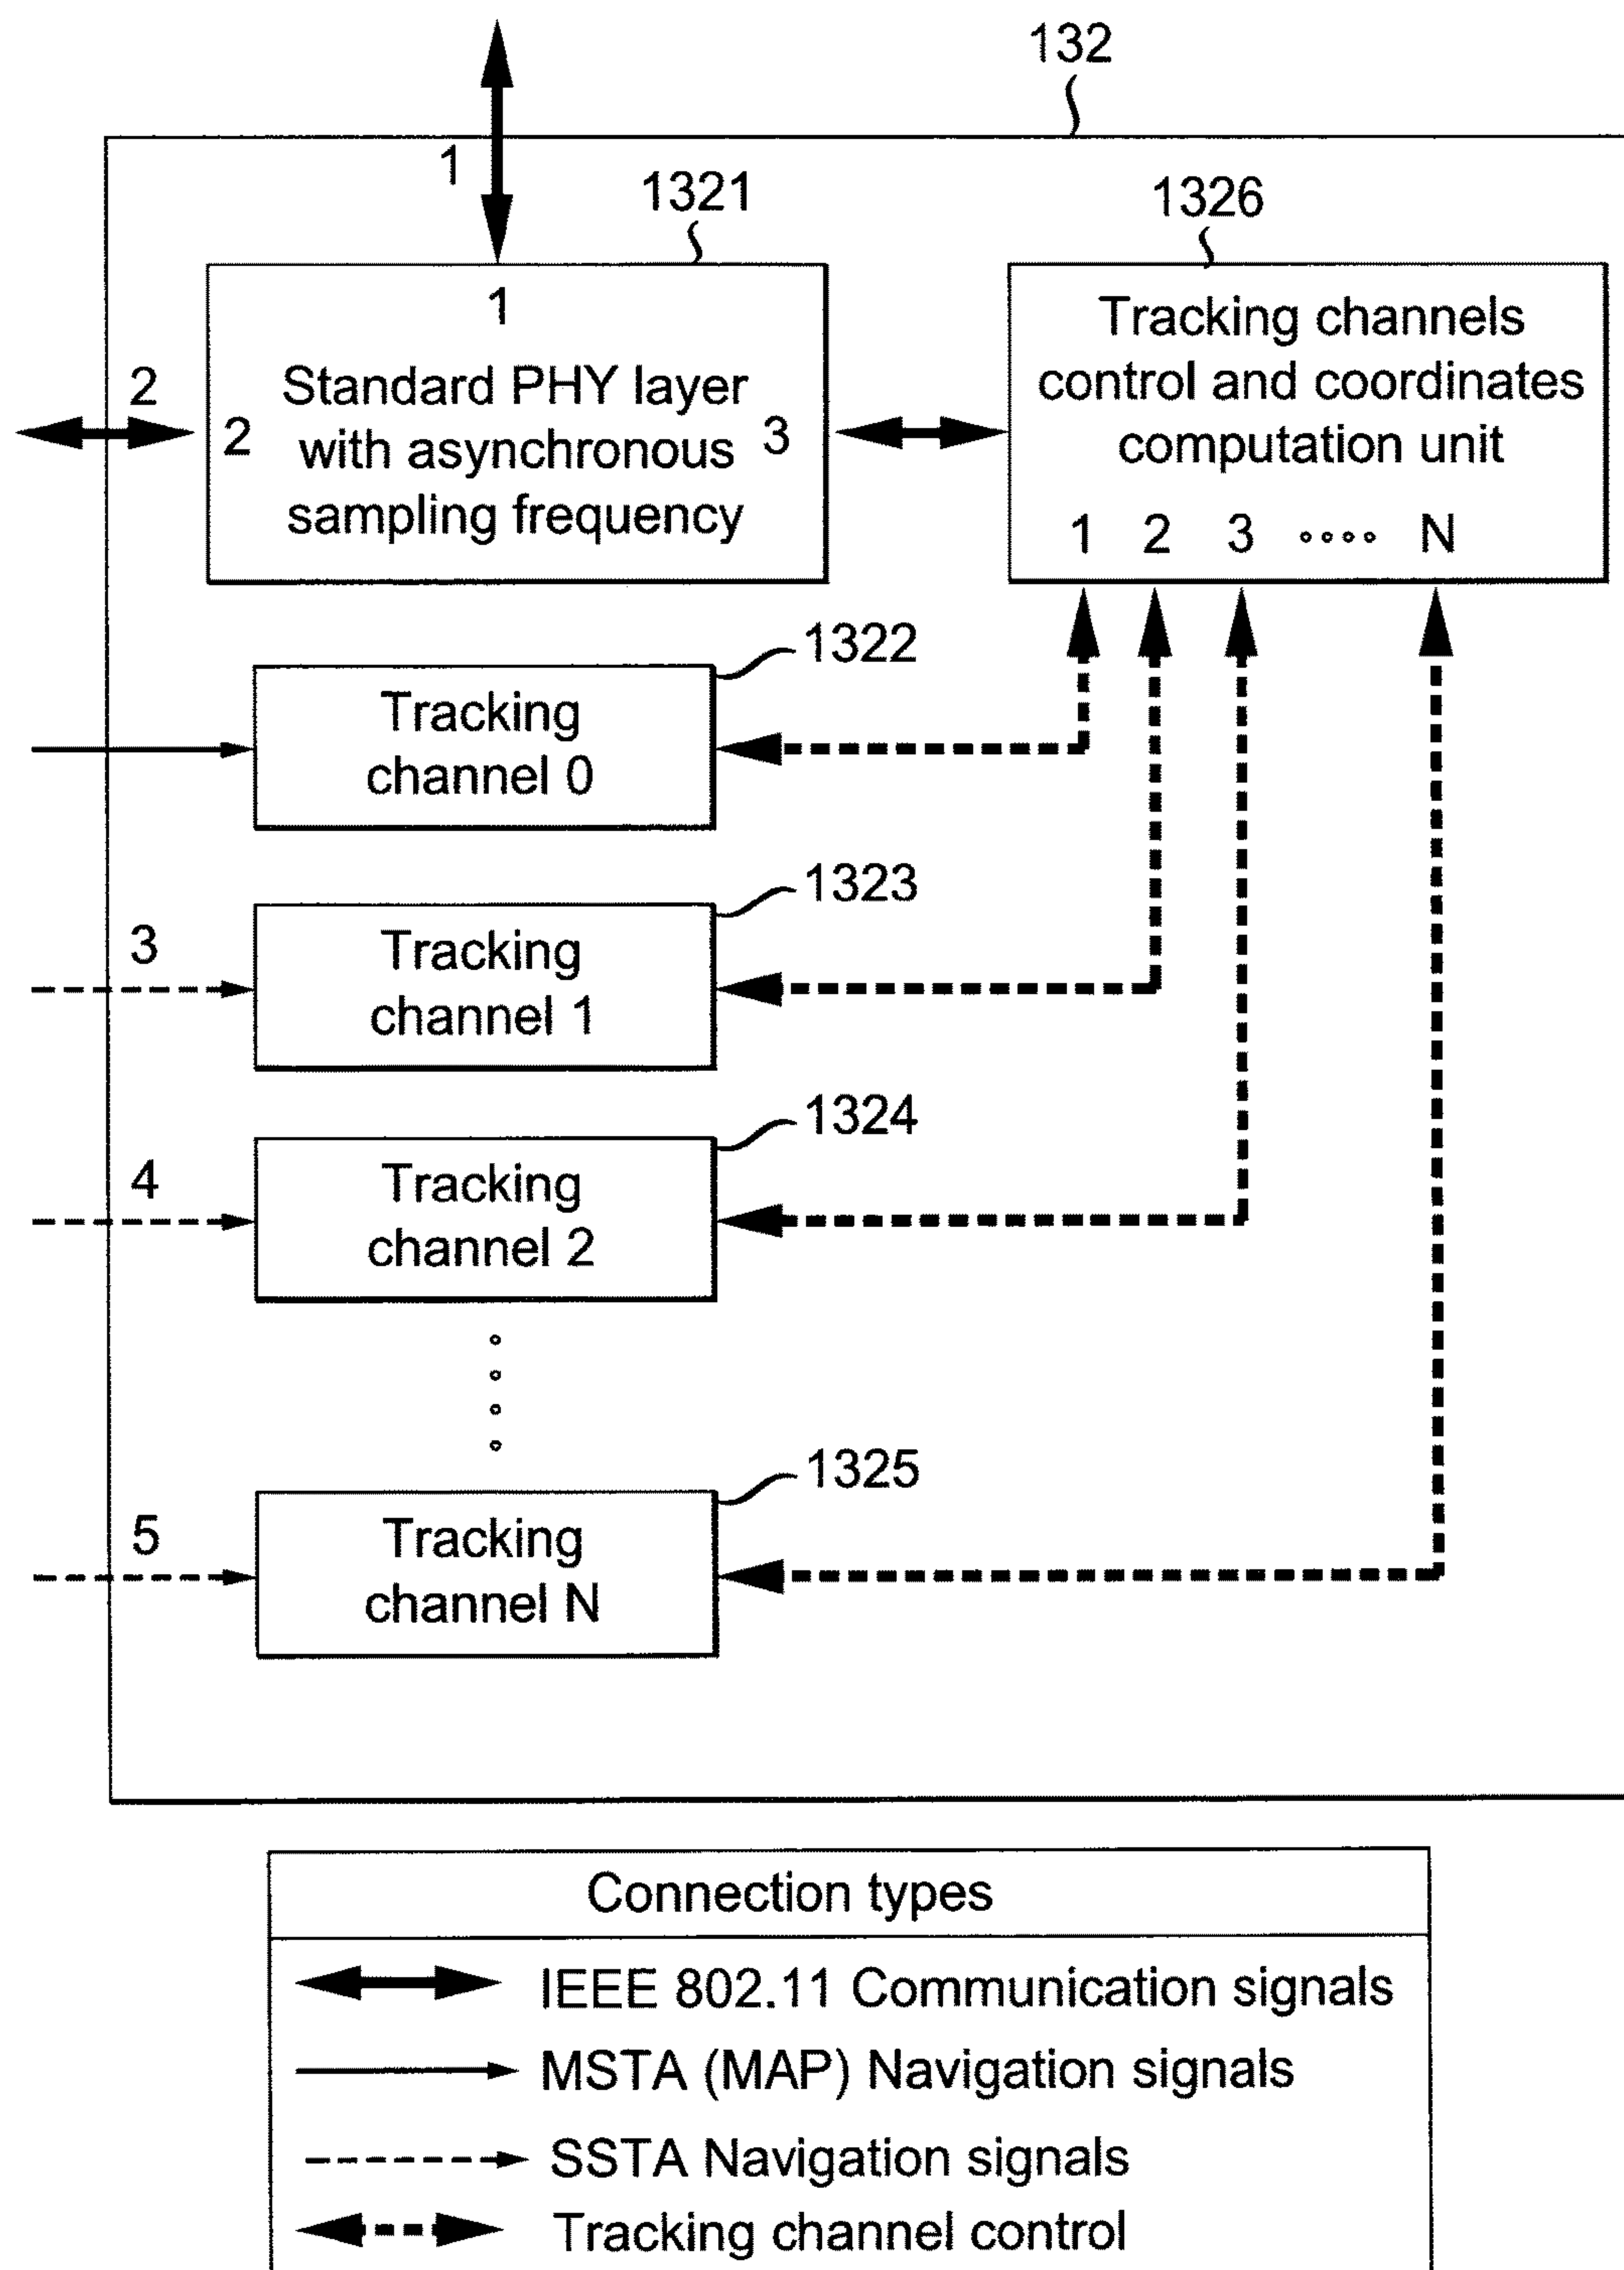 132
1
1321
1326
1
Standard PHY layer
with asynchronous
sampling frequency
2
2
3
Tracking channels
control and coordinates
computation unit
1 2 3 N
1322
Tracking
channel 0
1323
3
Tracking
channel 1
1324
4
Tracking
channel 2
1325
5
Tracking
channel N
Connection types
IEEE 802.11 Communication signals
MSTA (MAP) Navigation signals
SSTA Navigation signals
Tracking channel control